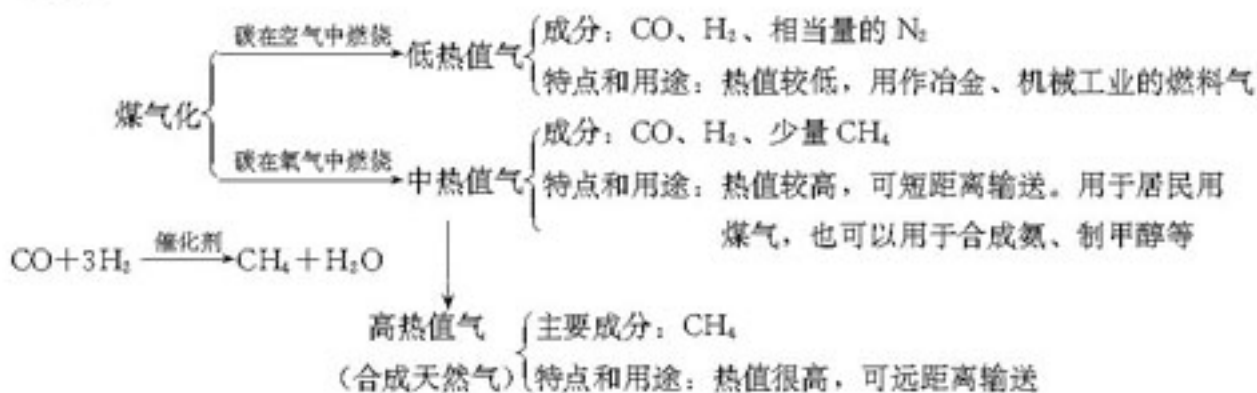 碳在空气中燃烧
低热值气
成分：CO、H₂、相当量的 N₂
特点和用途：热值较低，用作冶金、机械工业的燃料气
煤气化
碳在氧气中燃烧
中热值气
成分：CO、H₂、少量 CH₄
特点和用途：热值较高，可短距离输送。用于居民用
煤气，也可以用于合成氨、制甲醇等
CO+3H₂ 催化剂 CH₄+H₂O
高热值气
（合成天然气）
主要成分：CH₄
特点和用途：热值很高，可远距离输送